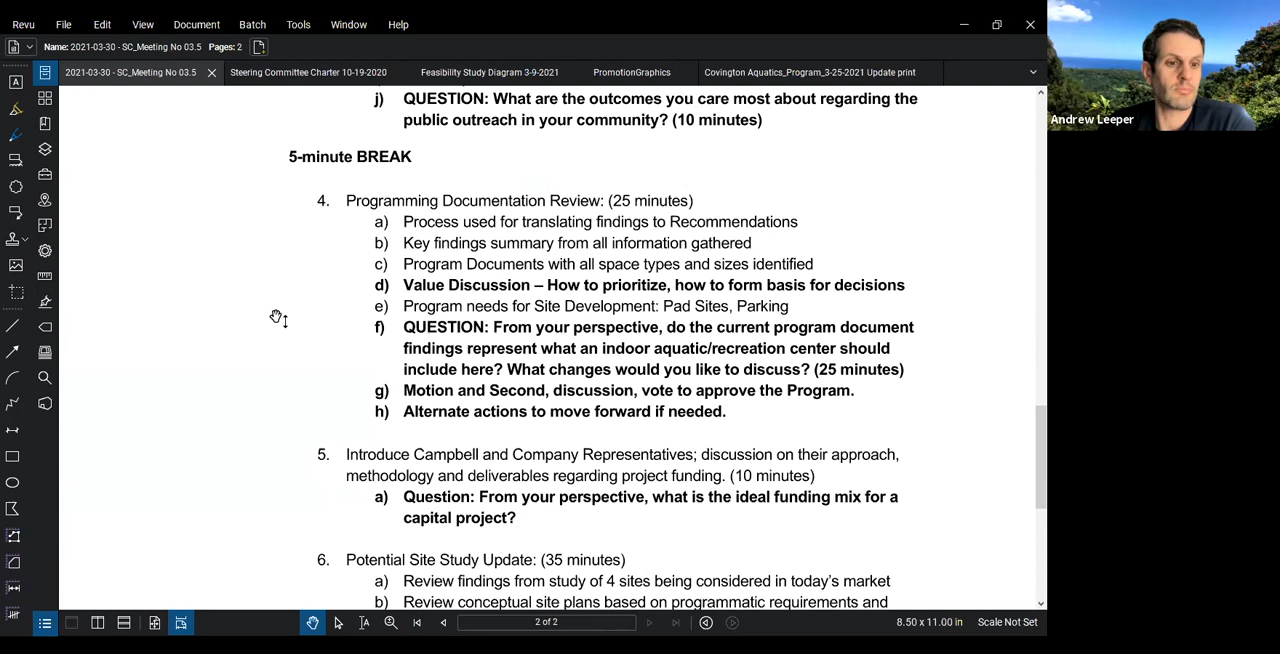 Revu File Edit View Document Batch Tools Window Help
Name: 2021-03-30 - SC_Meeting No 03.5 Pages: 2
2021-03-30 - SC_Meeting No 03.5 Steering Committee Charter 10-19-2020 Feasibility Study Diagram 3-9-2021 PromotionGraphics Covington Aquatics_Program_3-25-2021 Update print
Andrew Leeper
j) QUESTION: What are the outcomes you care most about regarding the
public outreach in your community? (10 minutes)
5-minute BREAK
4. Programming Documentation Review: (25 minutes)
a) Process used for translating findings to Recommendations
b) Key findings summary from all information gathered
c) Program Documents with all space types and sizes identified
d) Value Discussion – How to prioritize, how to form basis for decisions
e) Program needs for Site Development: Pad Sites, Parking
f) QUESTION: From your perspective, do the current program document
findings represent what an indoor aquatic/recreation center should
include here? What changes would you like to discuss? (25 minutes)
g) Motion and Second, discussion, vote to approve the Program.
h) Alternate actions to move forward if needed.
5. Introduce Campbell and Company Representatives; discussion on their approach,
methodology and deliverables regarding project funding. (10 minutes)
a) Question: From your perspective, what is the ideal funding mix for a
capital project?
6. Potential Site Study Update: (35 minutes)
a) Review findings from study of 4 sites being considered in today's market
b) Review conceptual site plans based on programmatic requirements and
2 of 2 8.50 x 11.00 in Scale Not Set